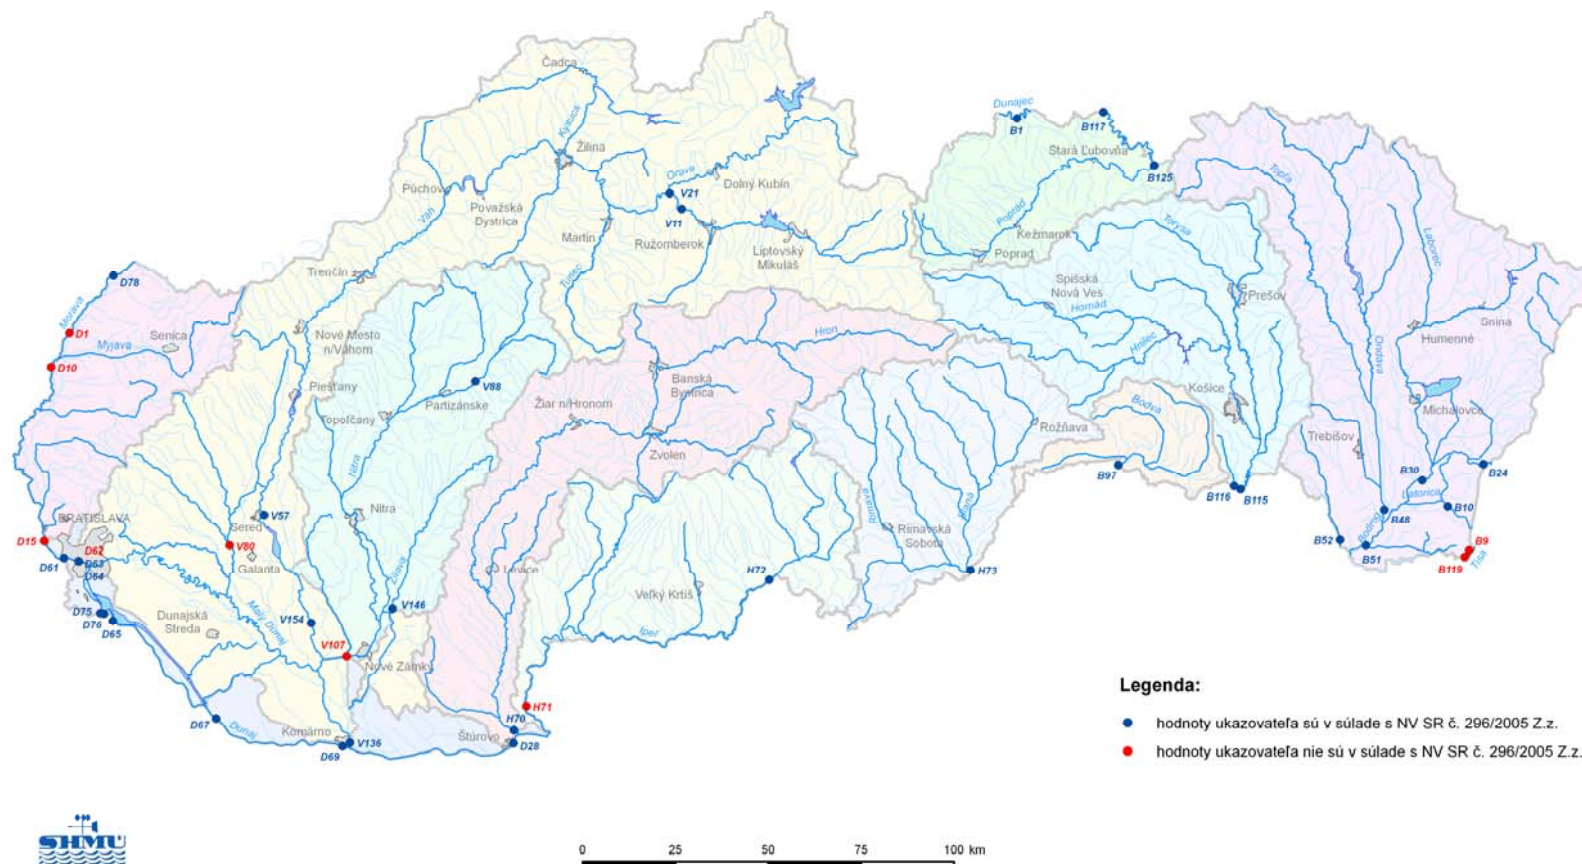 Čadca
Dunajec
B1
B117
Kysuca
Žilina
Stará Ľubovňa
B125
Orava
Dolný Kubín
V21
V11
Púchov
Považská
Bystrica
Váh
Martin
Ružomberok
Liptovský
Mikuláš
Turiec
Poprad
Kežmarok
Poprad
Topľa
Torysa
Laborec
Trenčín
D78
Morava
D1
Senica
Myjava
D10
Nové Mesto
n/Váhom
Piešťany
Spišská
Nová Ves
Hornád
Hnilec
Prešov
Snina
Humenné
Ondava
Hron
Banská
Bystrica
V88
Partizánske
Topoľčany
Žiar n/Hronom
Zvolen
Košice
Michalovce
Bodva
Rožňava
Trebišov
Nitra
Nitra
Rimava
Slaná
Rimavská
Sobota
B97
B116
B115
B30
B24
Latorica
B10
B48
Bodrog
B52
B51
B9
B119
Tisa
BRATISLAVA
D15
D61
D62
D63
D64
Sereď
V57
V80
Galanta
Levice
Žitava
H72
H73
Veľký Krtíš
D75
D76
D65
Dunajská
Streda
Malý Dunaj
V154
V146
V107
Nové Zámky
Ipeľ
D67
Dunaj
Komárno
V136
D69
H71
H70
Štúrovo
D28
Legenda:
hodnoty ukazovateľa sú v súlade s NV SR č. 296/2005 Z.z.
hodnoty ukazovateľa nie sú v súlade s NV SR č. 296/2005 Z.z.
SHMÚ
0 25 50 75 100 km